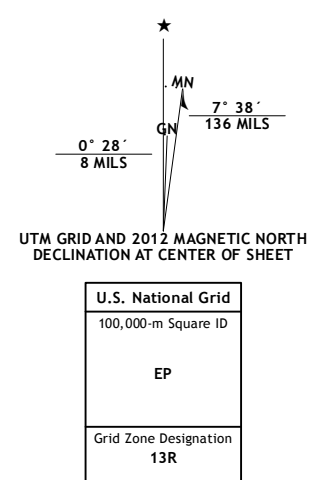 ★
MN
GN
7° 38´
136 MILS
0° 28´
8 MILS
UTM GRID AND 2012 MAGNETIC NORTH
DECLINATION AT CENTER OF SHEET
U.S. National Grid
100,000-m Square ID
EP
Grid Zone Designation
13R